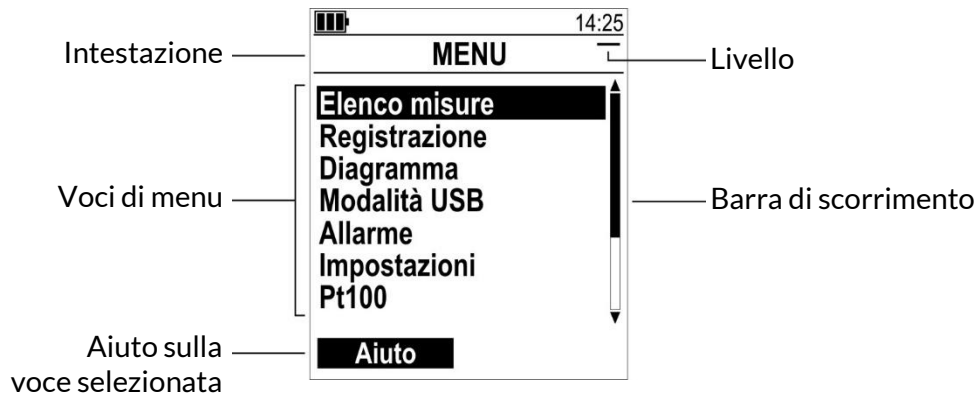 14:25
Intestazione
MENU
Livello
Elenco misure
Registrazione
Diagramma
Voci di menu
Modalità USB
Barra di scorrimento
Allarme
Impostazioni
Pt100
Aiuto sulla
voce selezionata
Aiuto